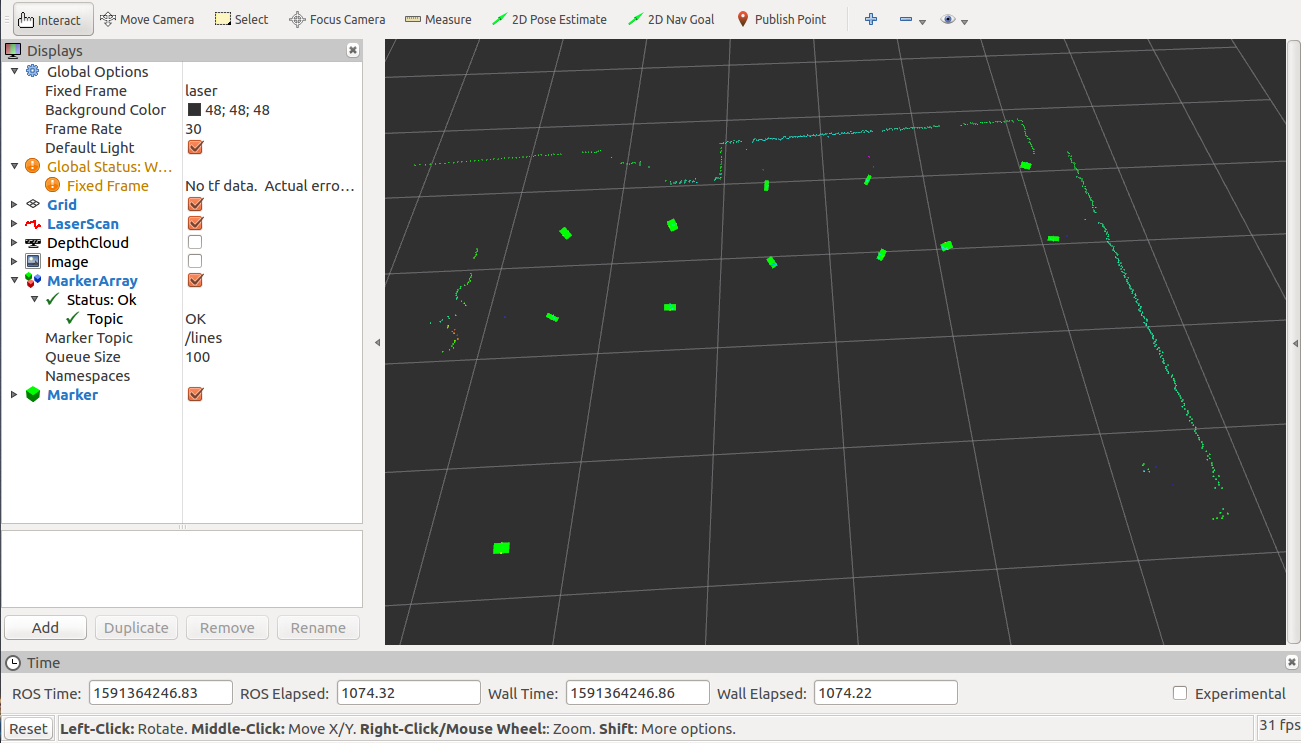 Interact Move Camera Select Focus Camera Measure 2D Pose Estimate 2D Nav Goal Publish Point
Displays
Global Options
Fixed Frame laser
Background Color 48; 48; 48
Frame Rate 30
Default Light
Global Status: W...
Fixed Frame No tf data. Actual erro...
Grid
LaserScan
DepthCloud
Image
MarkerArray
Status: Ok
Topic OK
Marker Topic /lines
Queue Size 100
Namespaces
Marker
Add Duplicate Remove Rename
Time
ROS Time: 1591364246.83 ROS Elapsed: 1074.32 Wall Time: 1591364246.86 Wall Elapsed: 1074.22 Experimental
Reset Left-Click: Rotate. Middle-Click: Move X/Y. Right-Click/Mouse Wheel:: Zoom. Shift: More options. 31 fps